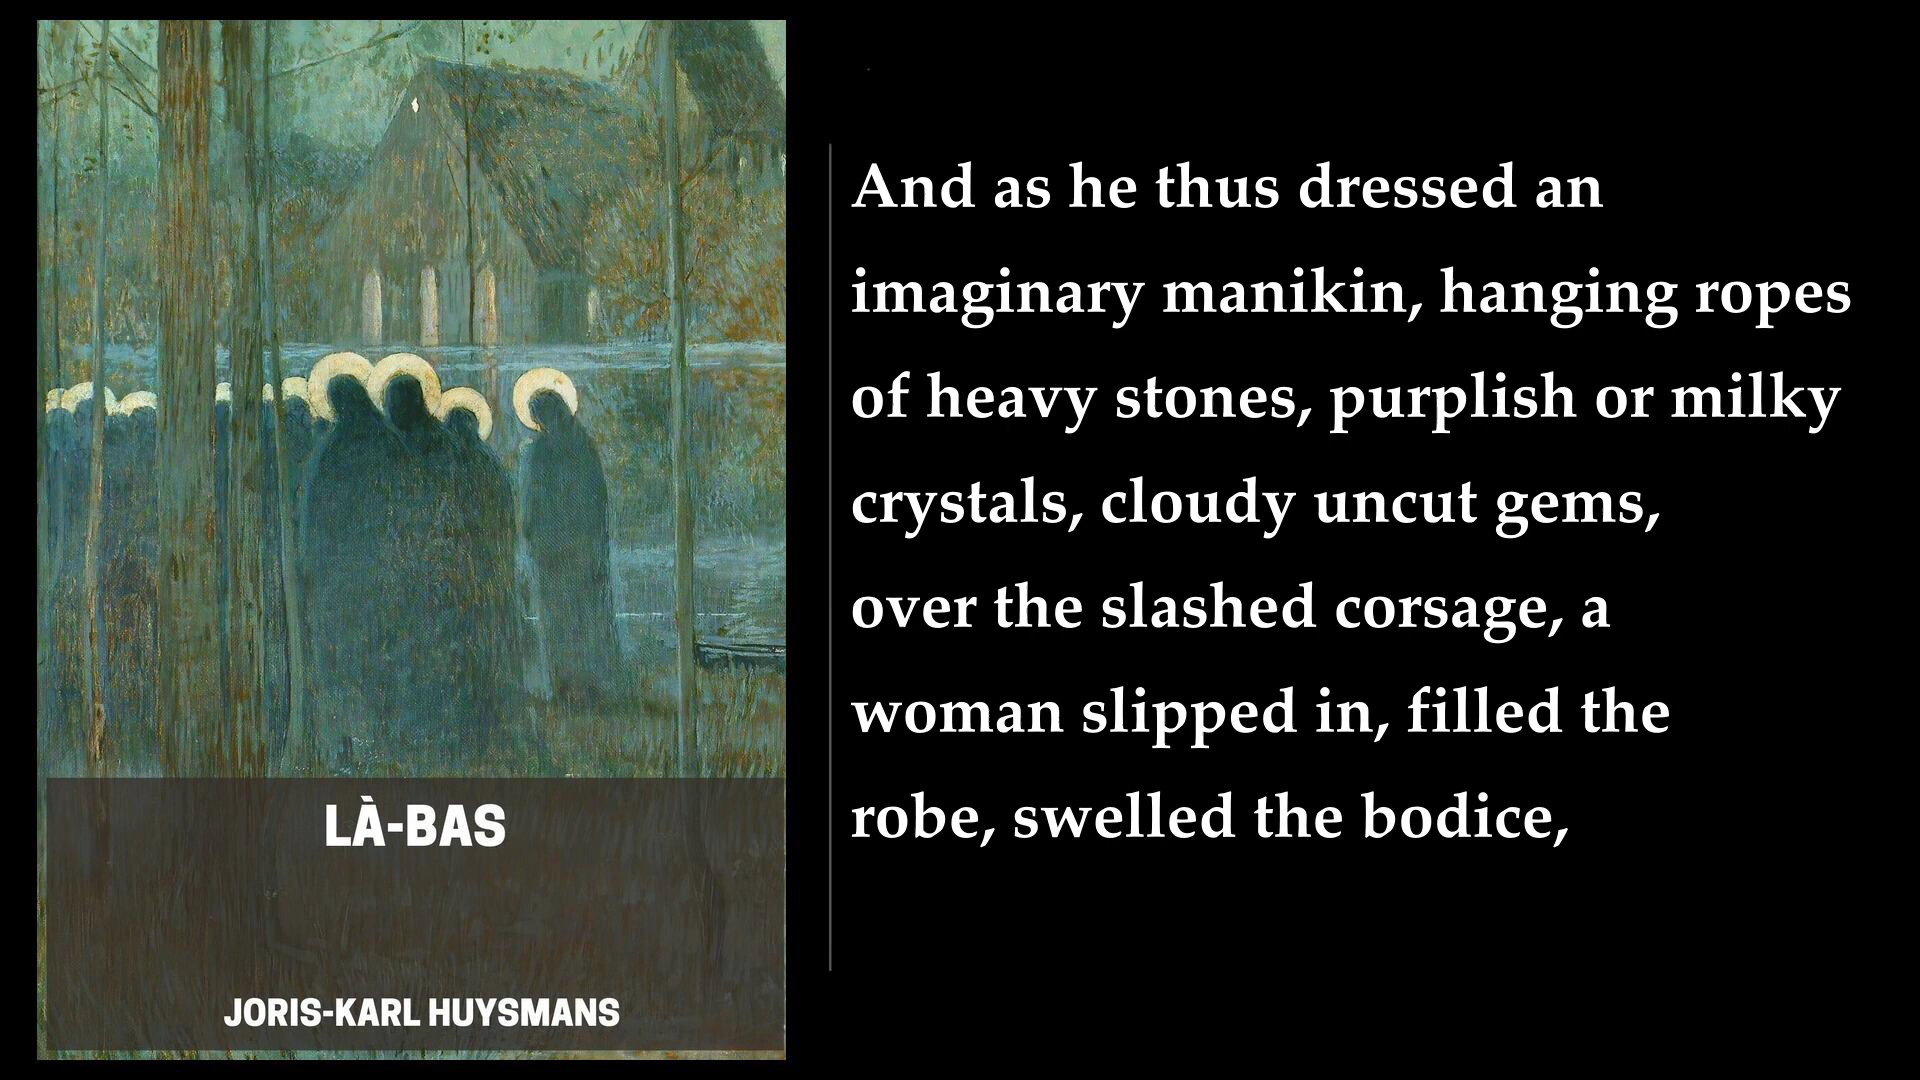 LÀ-BAS
JORIS-KARL HUYSMANS
And as he thus dressed an
imaginary manikin, hanging ropes
of heavy stones, purplish or milky
crystals, cloudy uncut gems,
over the slashed corsage, a
woman slipped in, filled the
robe, swelled the bodice,